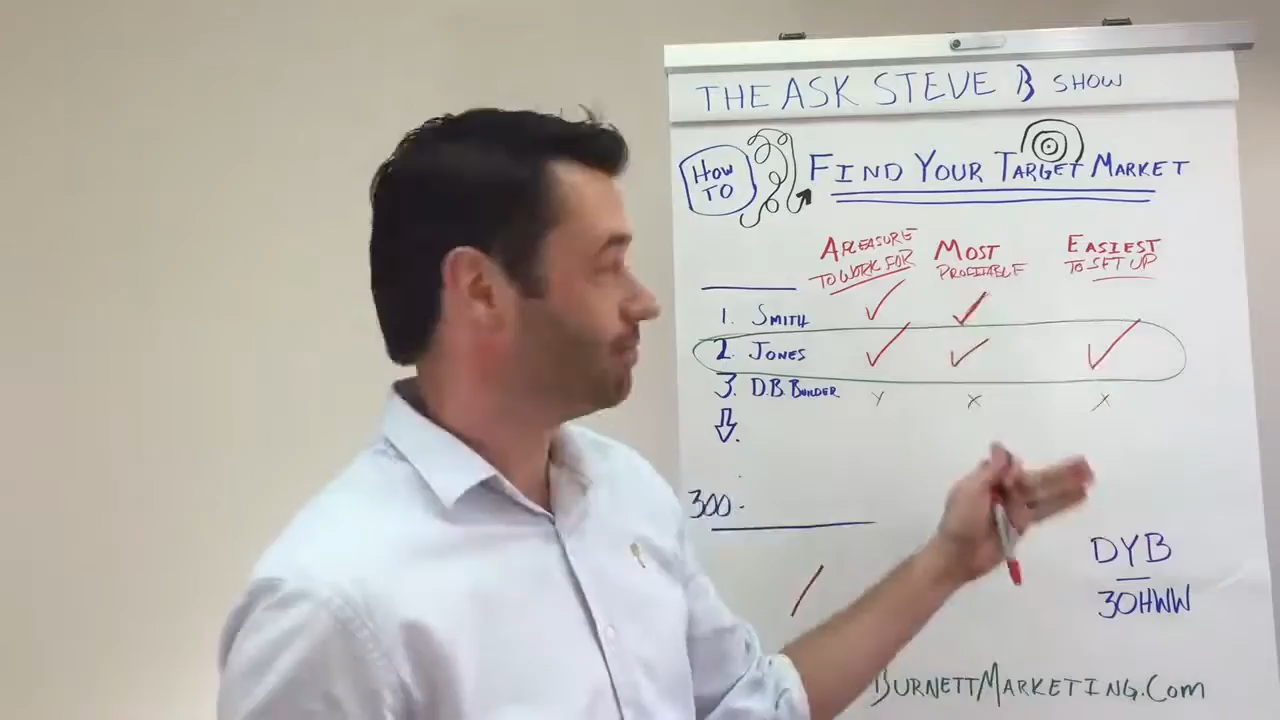 THE ASK STEVE B SHOW
HOW TO FIND YOUR TARGET MARKET
A PLEASURE TO WORK FOR
MOST PROFITABLE
EASIEST TO SET UP
1. SMITH
2. JONES
3. D.B. BUILDER Y X X
300.
DYB
30HWW
BURNETTMARKETING.COM